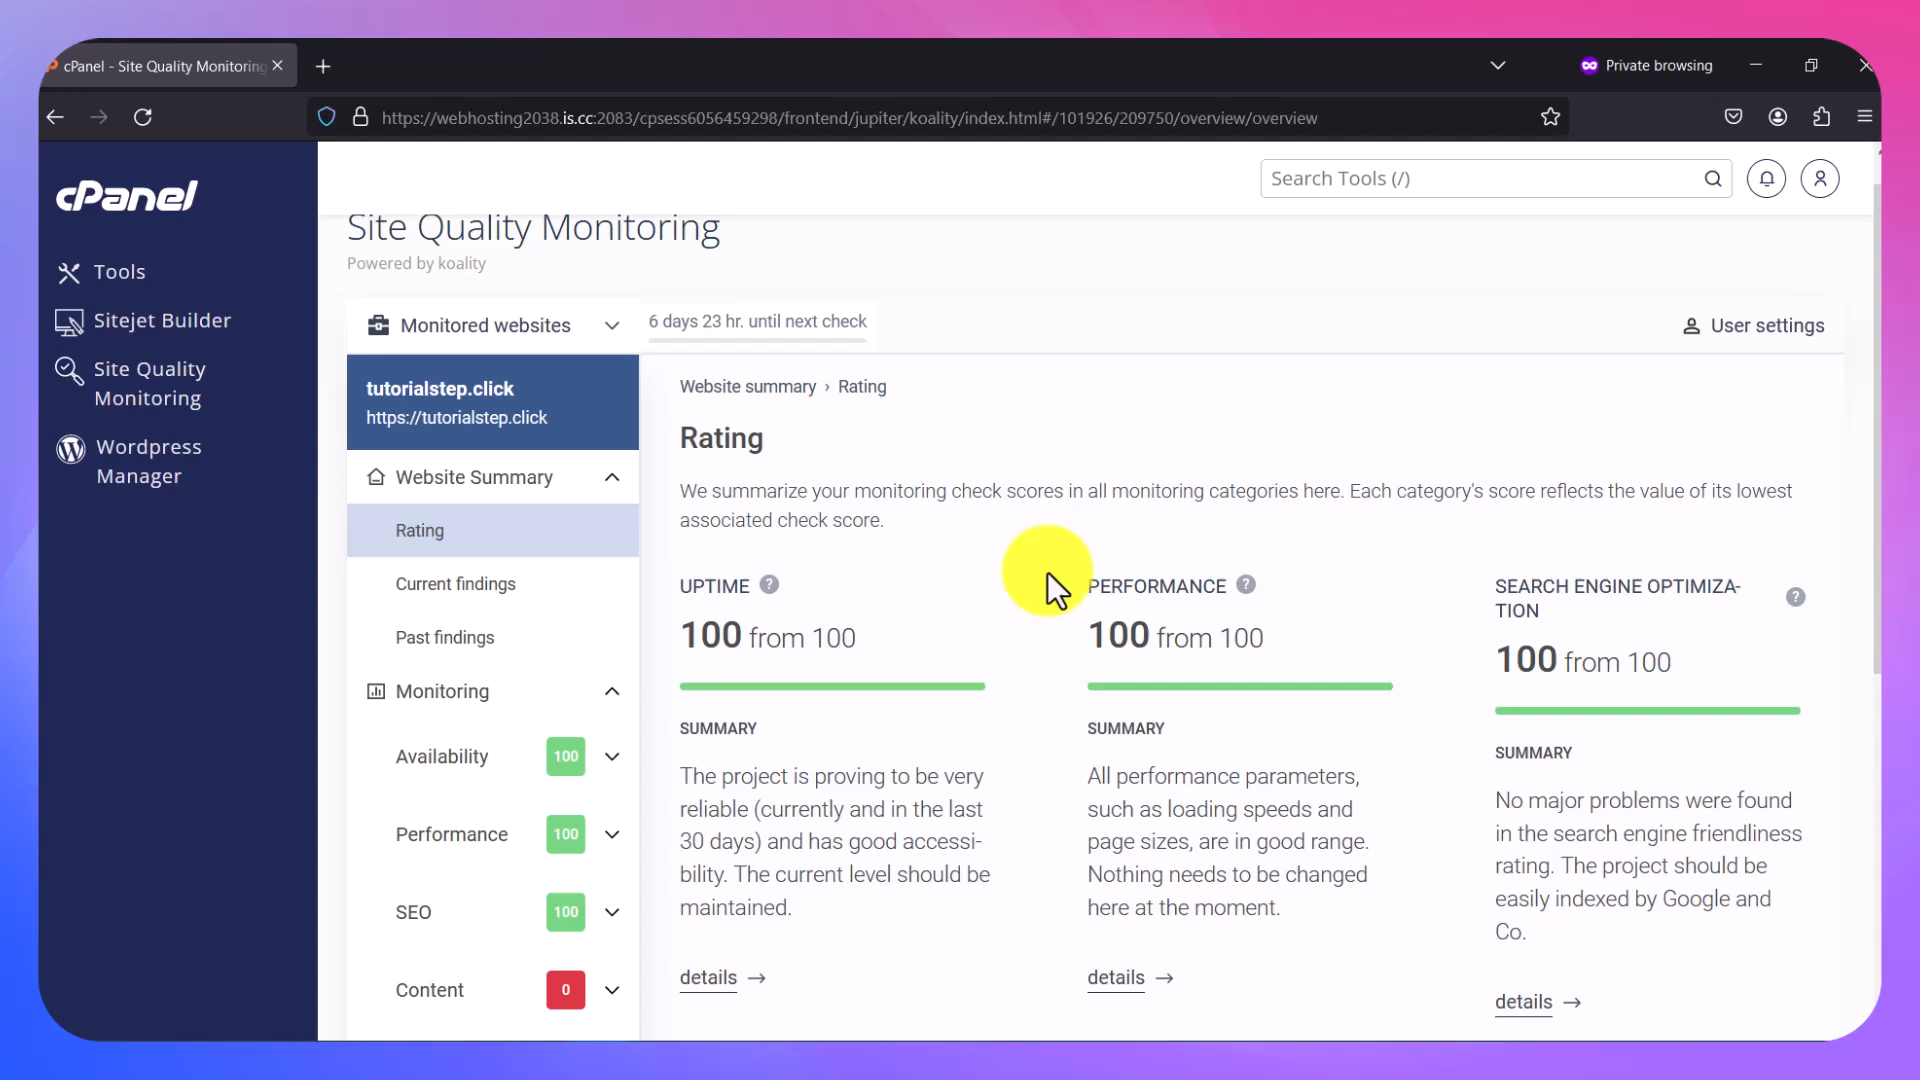 cPanel - Site Quality Monitoring
Private browsing
https://webhosting2038.is.cc:2083/cpsess6056459298/frontend/jupiter/koality/index.html#/101926/209750/overview/overview
cPanel
Search Tools (/)
Tools
Sitejet Builder
Site Quality
Monitoring
Wordpress
Manager
Site Quality Monitoring
Powered by koality
Monitored websites
6 days 23 hr. until next check
User settings
tutorialstep.click
https://tutorialstep.click
Website Summary
Rating
Current findings
Past findings
Monitoring
Availability 100
Performance 100
SEO 100
Content 0
Website summary › Rating
Rating
We summarize your monitoring check scores in all monitoring categories here. Each category's score reflects the value of its lowest
associated check score.
UPTIME ?
100 from 100
SUMMARY
The project is proving to be very
reliable (currently and in the last
30 days) and has good accessi-
bility. The current level should be
maintained.
details →
PERFORMANCE ?
100 from 100
SUMMARY
All performance parameters,
such as loading speeds and
page sizes, are in good range.
Nothing needs to be changed
here at the moment.
details →
SEARCH ENGINE OPTIMIZA-
TION ?
100 from 100
SUMMARY
No major problems were found
in the search engine friendliness
rating. The project should be
easily indexed by Google and
Co.
details →